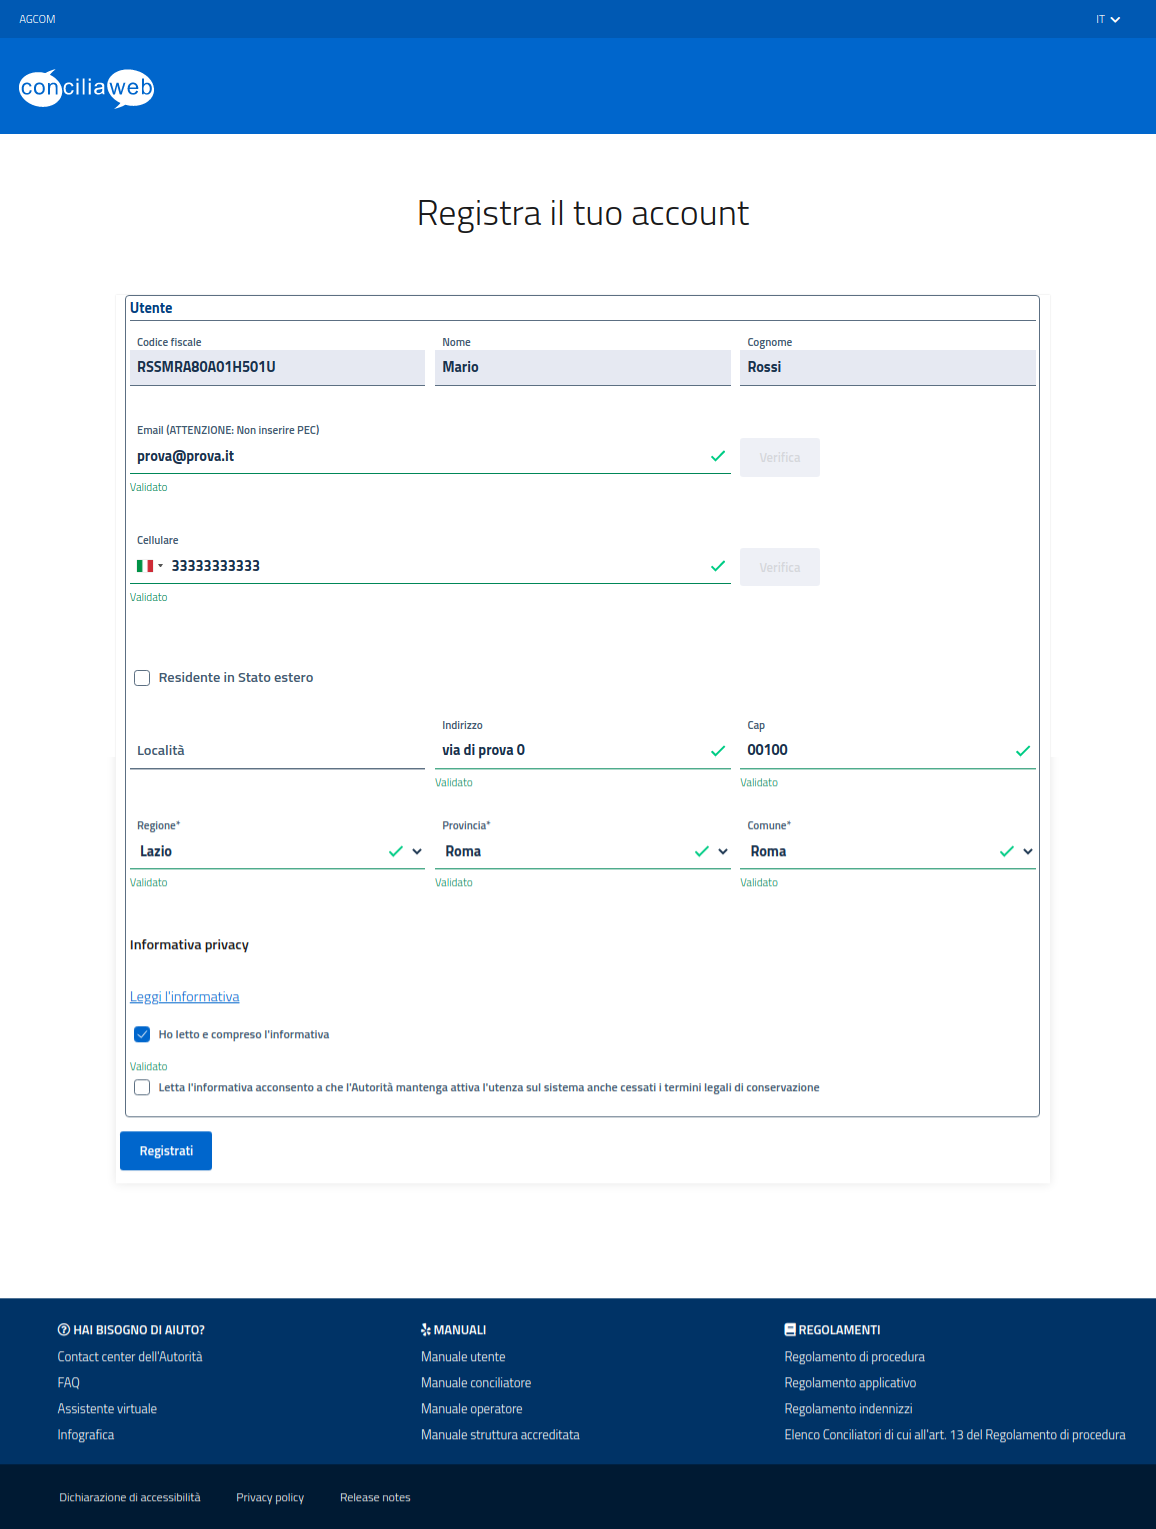 AGCOM
IT
conciliaweb
Registra il tuo account
Utente
Codice fiscale
Nome
Cognome
RSSMRA80A01H501U
Mario
Rossi
Email (ATTENZIONE: Non inserire PEC)
prova@prova.it
Verifica
Validato
Cellulare
33333333333
Verifica
Validato
Residente in Stato estero
Indirizzo
Cap
Località
via di prova 0
00100
Validato
Validato
Regione*
Provincia*
Comune*
Lazio
Roma
Roma
Validato
Validato
Validato
Informativa privacy
Leggi l'informativa
Ho letto e compreso l'informativa
Validato
Letta l'informativa acconsento a che l'Autorità mantenga attiva l'utenza sul sistema anche cessati i termini legali di conservazione
Registrati
HAI BISOGNO DI AIUTO?
Contact center dell'Autorità
FAQ
Assistente virtuale
Infografica
MANUALI
Manuale utente
Manuale conciliatore
Manuale operatore
Manuale struttura accreditata
REGOLAMENTI
Regolamento di procedura
Regolamento applicativo
Regolamento indennizzi
Elenco Conciliatori di cui all'art. 13 del Regolamento di procedura
Dichiarazione di accessibilità
Privacy policy
Release notes